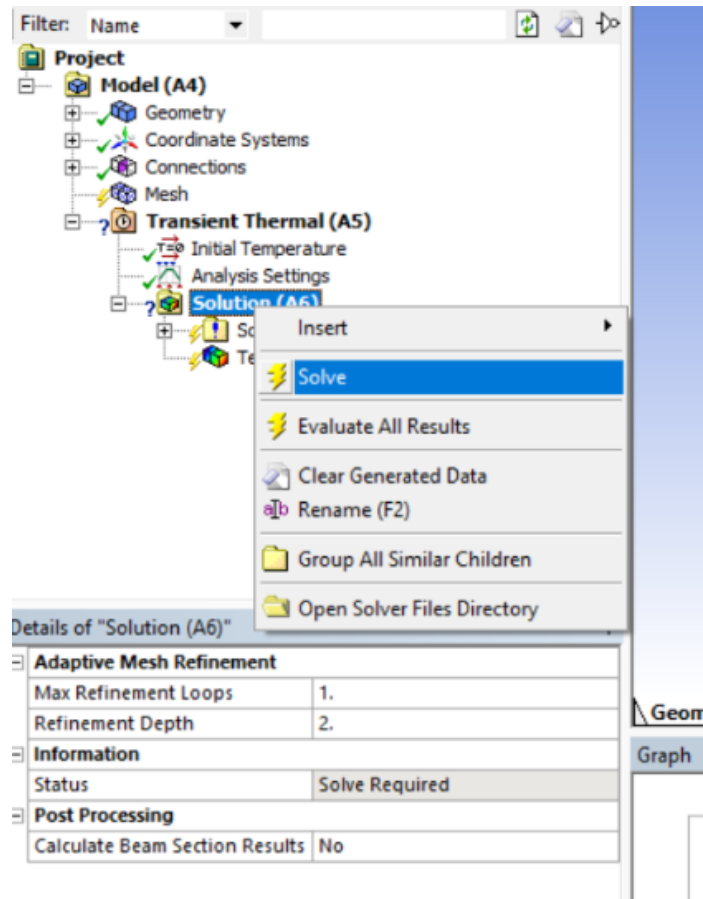 Filter: Name
Project
Model (A4)
Geometry
Coordinate Systems
Connections
Mesh
Transient Thermal (A5)
T=0 Initial Temperature
Analysis Settings
Solution (A6)
So
Te
Insert
Solve
Evaluate All Results
Clear Generated Data
Rename (F2)
Group All Similar Children
Open Solver Files Directory
Details of "Solution (A6)"
Adaptive Mesh Refinement
Max Refinement Loops 1.
Refinement Depth 2.
Information
Status Solve Required
Post Processing
Calculate Beam Section Results No
Geom
Graph